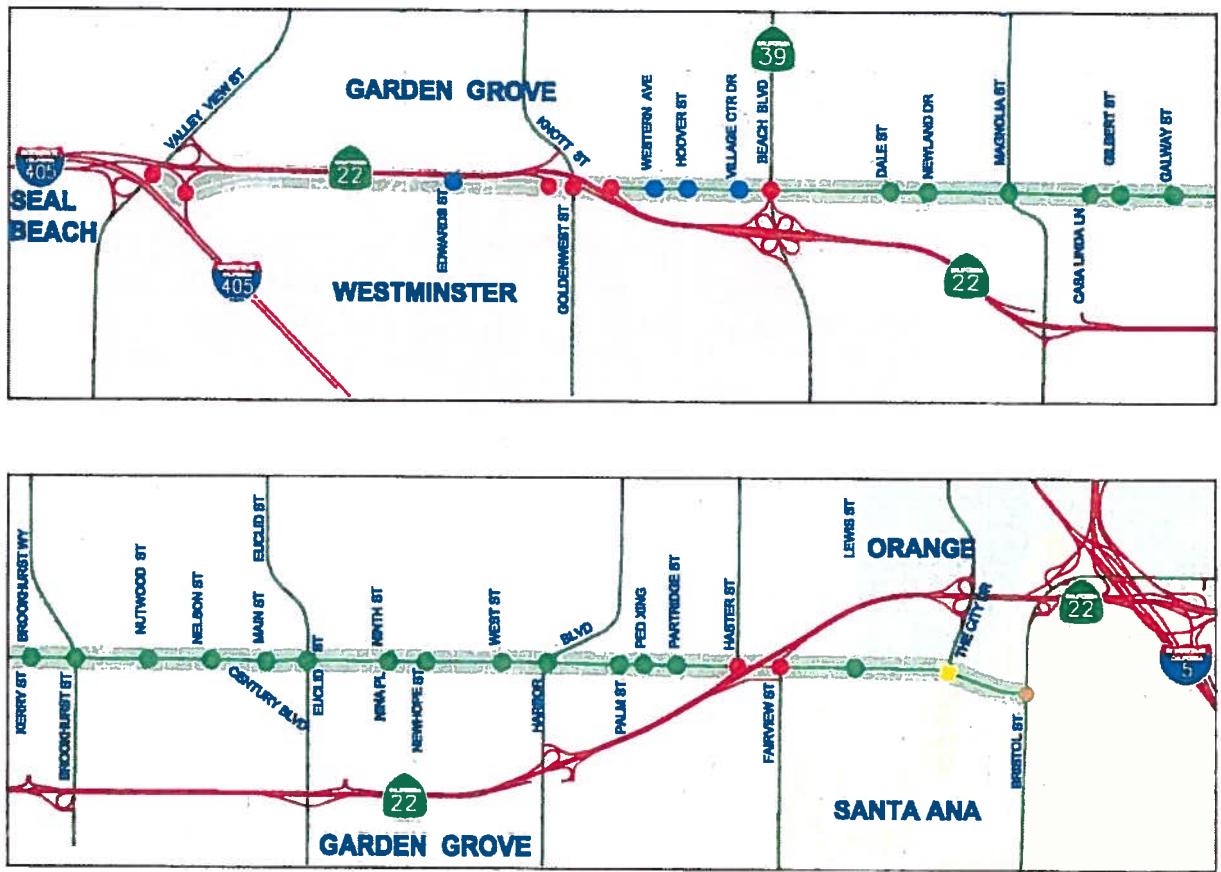 CALIFORNIA
39
GARDEN GROVE
VALLEY VIEW ST
KNOTT ST
WESTERN AVE
HOOVER ST
VILLAGE CTR DR
BEACH BLVD
DALE ST
NEWLAND DR
MAGNOLIA ST
GILBERT ST
GALWAY ST
405
22
SEAL
BEACH
EDWARDS ST
GOLDENWEST ST
CASA LINDA LN
405
WESTMINSTER
CALIFORNIA
22
BROOKHURST WY
NUTWOOD ST
NELSON ST
MAIN ST
EUCLID ST
NINTH ST
WEST ST
BLVD
PED XING
PARTRIDGE ST
HASTER ST
LEWIS ST
ORANGE
THE CITY DR
22
5
KERRY ST
BROOKHURST ST
CENTURY BLVD
EUCLID ST
NINA PL
NEWHOPE ST
HARBOR
PALM ST
FAIRVIEW ST
BRISTOL ST
22
SANTA ANA
GARDEN GROVE